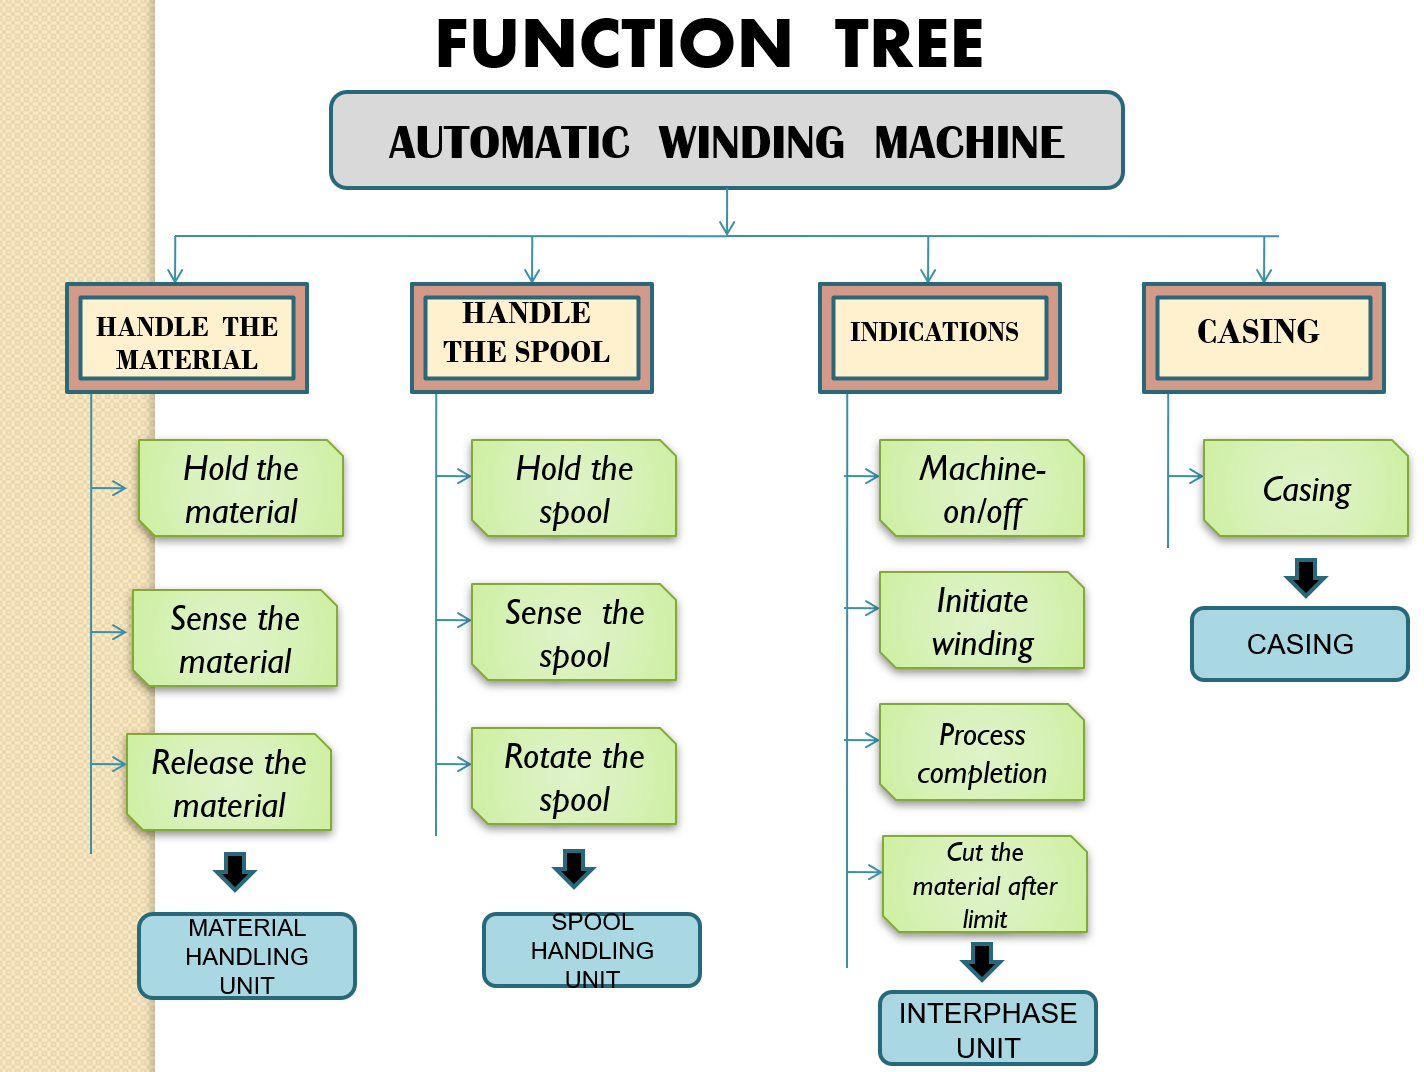 FUNCTION TREE
AUTOMATIC WINDING MACHINE
HANDLE THE
MATERIAL
Hold the
material
Sense the
material
Release the
material
MATERIAL
HANDLING
UNIT
HANDLE
THE SPOOL
Hold the
spool
Sense the
spool
Rotate the
spool
SPOOL
HANDLING
UNIT
INDICATIONS
Machine-
on/off
Initiate
winding
Process
completion
Cut the
material after
limit
INTERPHASE
UNIT
CASING
Casing
CASING